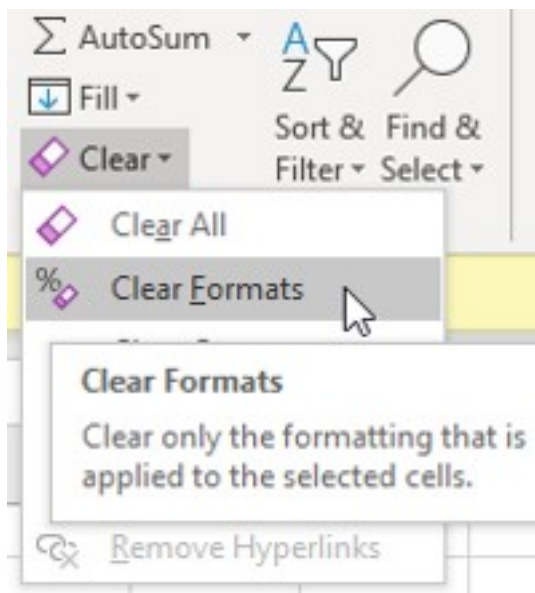 AutoSum
Fill
Clear
Sort &
Filter
Find &
Select
Clear All
Clear Formats
Clear Formats
Clear only the formatting that is
applied to the selected cells.
Remove Hyperlinks